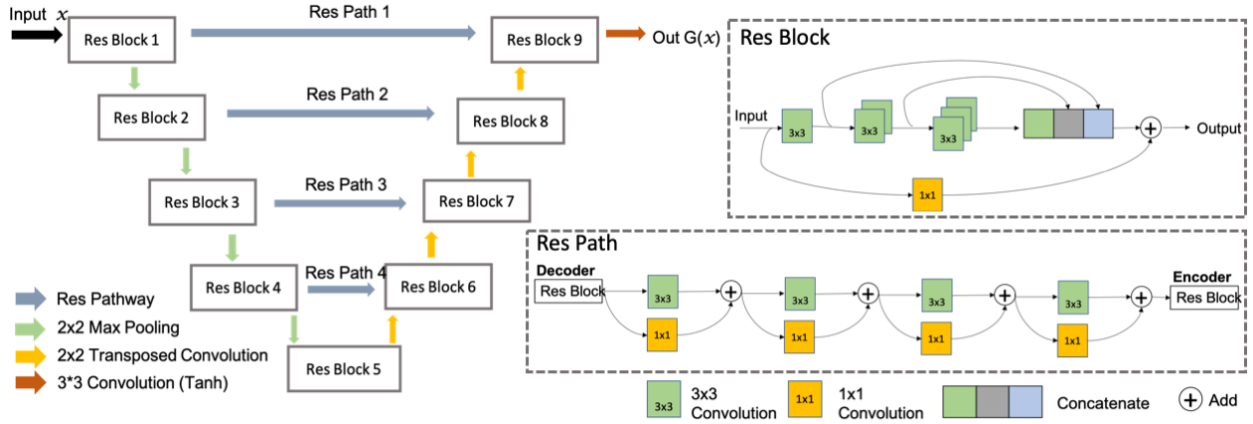 Input x
Res Block 1
Res Path 1
Res Block 9
Out G(x)
Res Block 2
Res Path 2
Res Block 8
Res Block 3
Res Path 3
Res Block 7
Res Block 4
Res Path 4
Res Block 6
Res Block 5
Res Pathway
2x2 Max Pooling
2x2 Transposed Convolution
3*3 Convolution (Tanh)
Res Block
Input
3x3
3x3
3x3
1x1
Output
Res Path
Decoder
Res Block
3x3
3x3
3x3
3x3
1x1
1x1
1x1
1x1
Encoder
Res Block
3x3
3x3
Convolution
1x1
1x1
Convolution
Concatenate
Add